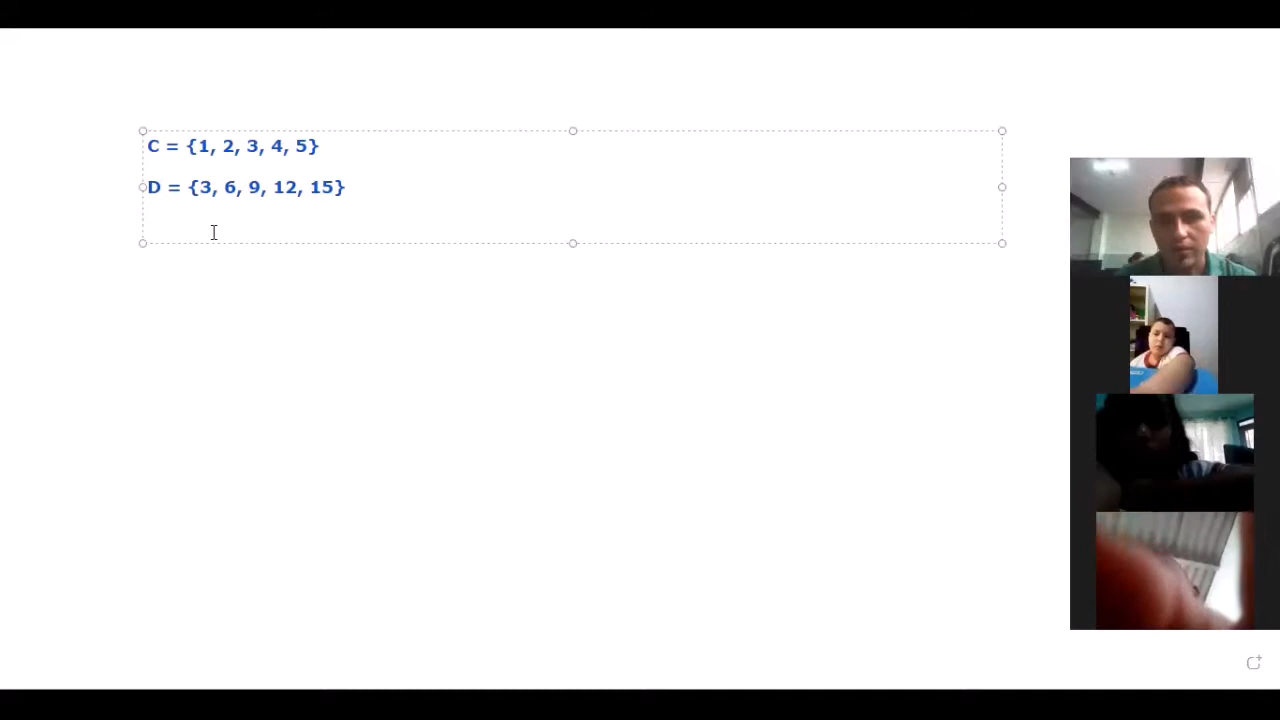 C = {1, 2, 3, 4, 5}
D = {3, 6, 9, 12, 15}